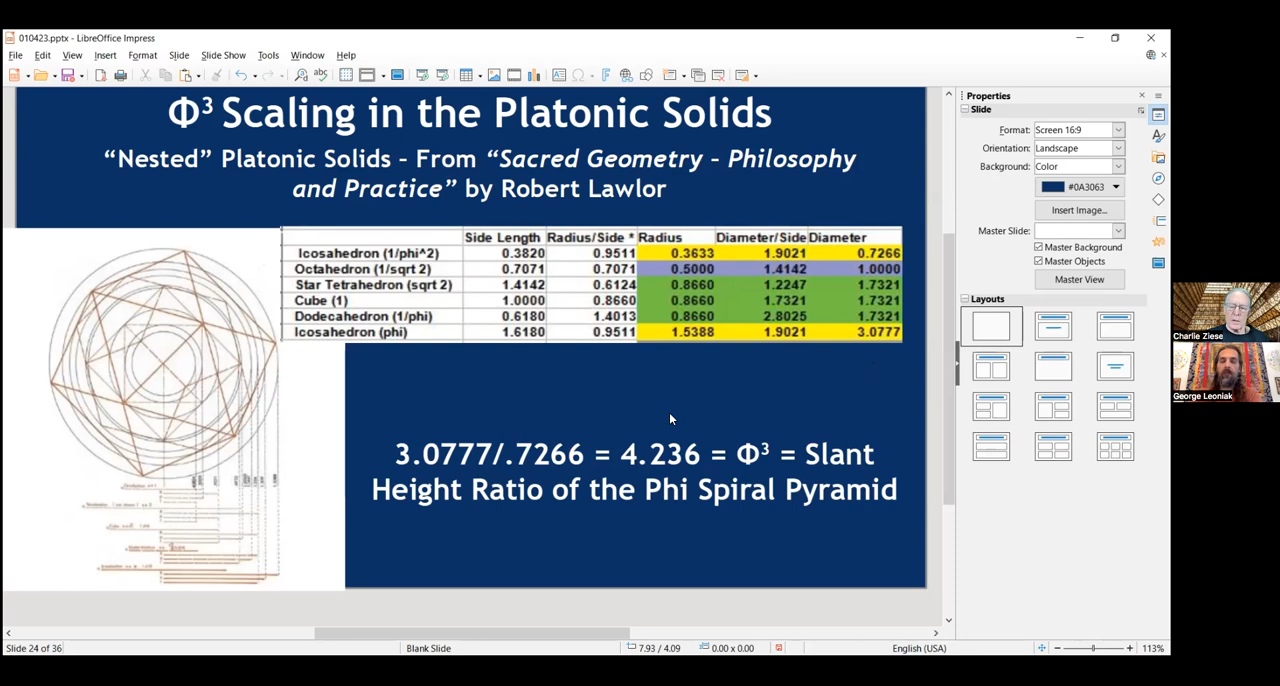 010423.pptx - LibreOffice Impress
File Edit View Insert Format Slide Slide Show Tools Window Help
Φ³ Scaling in the Platonic Solids
“Nested” Platonic Solids – From “Sacred Geometry – Philosophy
and Practice” by Robert Lawlor
Side Length Radius/Side * Radius Diameter/Side Diameter
Icosahedron (1/phi^2) 0.3820 0.9511 0.3633 1.9021 0.7266
Octahedron (1/sqrt 2) 0.7071 0.7071 0.5000 1.4142 1.0000
Star Tetrahedron (sqrt 2) 1.4142 0.6124 0.8660 1.2247 1.7321
Cube (1) 1.0000 0.8660 0.8660 1.7321 1.7321
Dodecahedron (1/phi) 0.6180 1.4013 0.8660 2.8025 1.7321
Icosahedron (phi) 1.6180 0.9511 1.5388 1.9021 3.0777
3.0777/.7266 = 4.236 = Φ³ = Slant
Height Ratio of the Phi Spiral Pyramid
Properties
Slide
Format: Screen 16:9
Orientation: Landscape
Background: Color
#0A3063
Insert Image...
Master Slide:
Master Background
Master Objects
Master View
Layouts
Charlie Ziese
George Leoniak
Slide 24 of 36 Blank Slide 7.93 / 4.09 0.00 x 0.00 English (USA) 113%